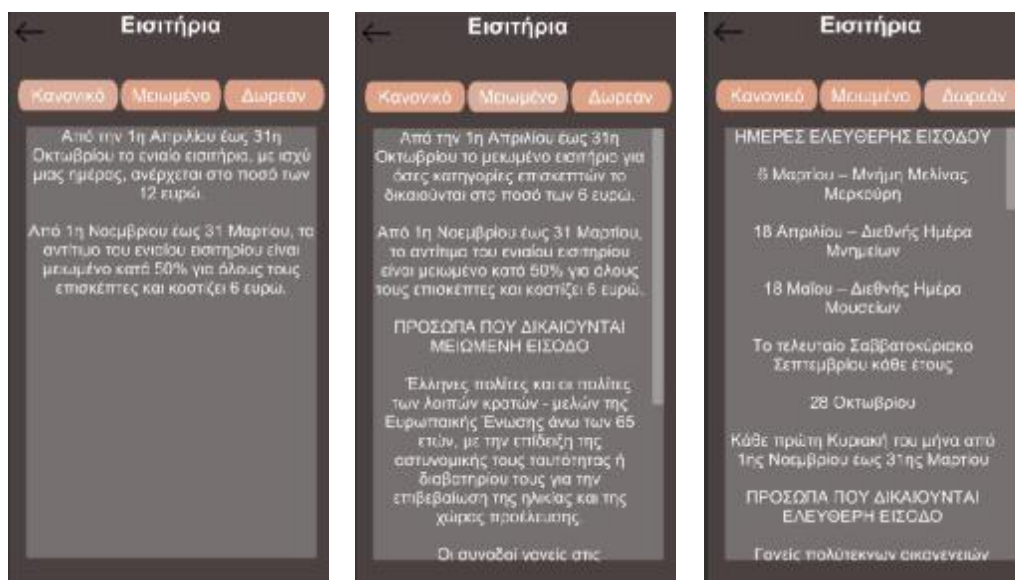 Εισιτήρια
Κανονικό Μειωμένο Δωρεάν
Από την 1η Απριλίου έως 31η
Οκτωβρίου το ενιαίο εισιτήριο, με ισχύ
μιας ημέρας, ανέρχεται στο ποσό των
12 ευρώ.
Από 1η Νοεμβρίου έως 31 Μαρτίου, το
αντίτιμο του ενιαίου εισιτηρίου είναι
μειωμένο κατά 50% για όλους τους
επισκέπτες και κοστίζει 6 ευρώ.
Εισιτήρια
Κανονικό Μειωμένο Δωρεάν
Από την 1η Απριλίου έως 31η
Οκτωβρίου το μειωμένο εισιτήριο για
όσες κατηγορίες επισκεπτών το
δικαιούνται στο ποσό των 6 ευρώ.
Από 1η Νοεμβρίου έως 31 Μαρτίου,
το αντίτιμο του ενιαίου εισιτηρίου
είναι μειωμένο κατά 50% για όλους
τους επισκέπτες και κοστίζει 6 ευρώ.
ΠΡΟΣΩΠΑ ΠΟΥ ΔΙΚΑΙΟΥΝΤΑΙ
ΜΕΙΩΜΕΝΗ ΕΙΣΟΔΟ
Έλληνες πολίτες και οι πολίτες
των λοιπών κρατών - μελών της
Ευρωπαικής Ένωσης άνω των 65
ετών, με την επίδειξη της
αστυνομικής τους ταυτότητας ή
διαβατηρίου τους για την
επιβεβαίωση της ηλικίας και της
χώρας προέλευσης.
Οι συνοδοί γονείς στις
Εισιτήρια
Κανονικό Μειωμένο Δωρεάν
ΗΜΕΡΕΣ ΕΛΕΥΘΕΡΗΣ ΕΙΣΟΔΟΥ
6 Μαρτίου – Μνήμη Μελίνας
Μερκούρη
18 Απριλίου – Διεθνής Ημέρα
Μνημείων
18 Μαΐου – Διεθνής Ημέρα
Μουσείων
Το τελευταίο Σαββατοκύριακο
Σεπτεμβρίου κάθε έτους
28 Οκτωβρίου
Κάθε πρώτη Κυριακή του μήνα από
1ης Νοεμβρίου έως 31ης Μαρτίου
ΠΡΟΣΩΠΑ ΠΟΥ ΔΙΚΑΙΟΥΝΤΑΙ
ΕΛΕΥΘΕΡΗ ΕΙΣΟΔΟ
Γονείς πολύτεκνων οικογενειών